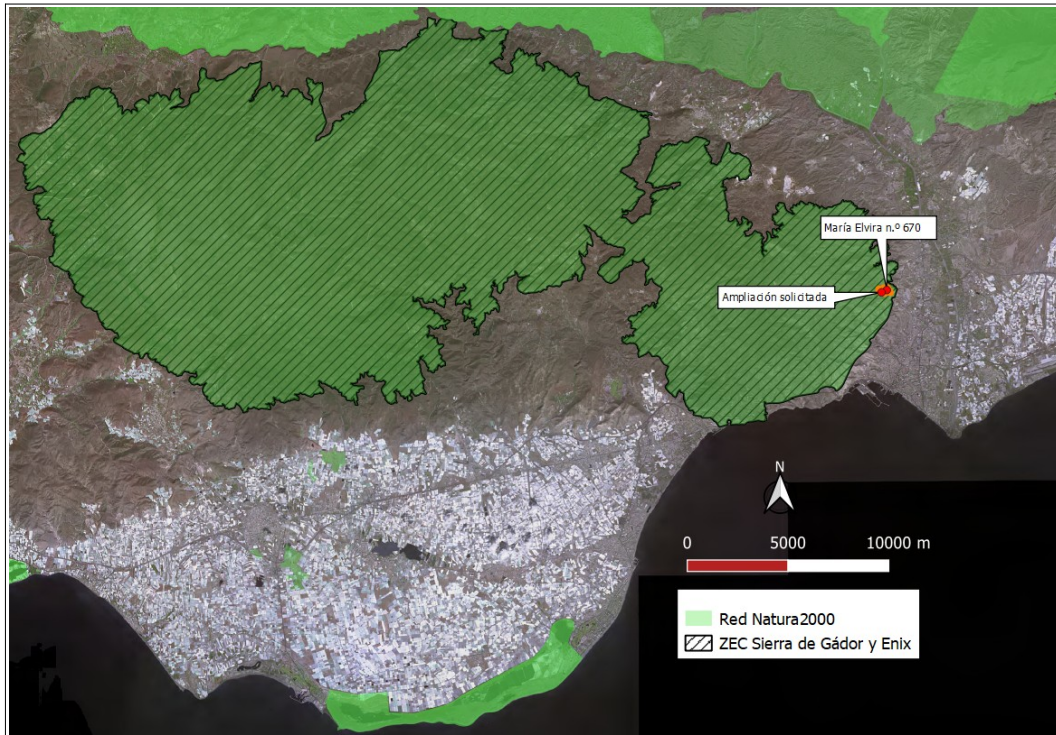 María Elvira n.º 670
Ampliación solicitada
N
0 5000 10000 m
Red Natura2000
ZEC Sierra de Gádor y Enix